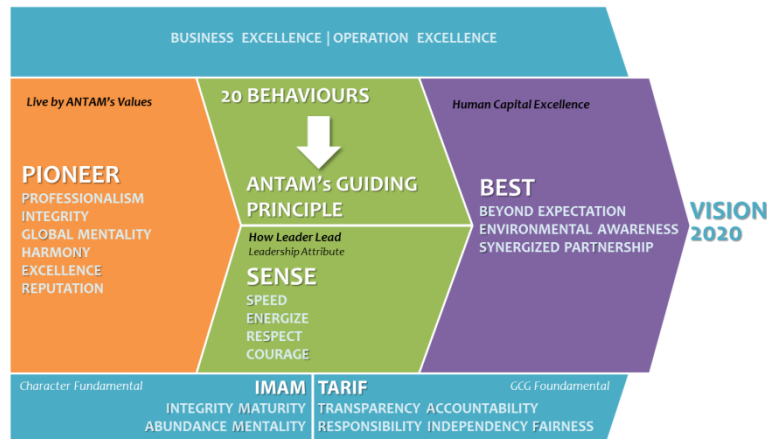 BUSINESS EXCELLENCE | OPERATION EXCELLENCE
Live by ANTAM's Values
PIONEER
PROFESSIONALISM
INTEGRITY
GLOBAL MENTALITY
HARMONY
EXCELLENCE
REPUTATION
20 BEHAVIOURS
ANTAM's GUIDING
PRINCIPLE
How Leader Lead
Leadership Attribute
SENSE
SPEED
ENERGIZE
RESPECT
COURAGE
Human Capital Excellence
BEST
BEYOND EXPECTATION
ENVIRONMENTAL AWARENESS
SYNERGIZED PARTNERSHIP
VISION
2020
Character Fundamental
IMAM
INTEGRITY MATURITY
ABUNDANCE MENTALITY
TARIF
GCG Foundamental
TRANSPARENCY ACCOUNTABILITY
RESPONSIBILITY INDEPENDENCY FAIRNESS